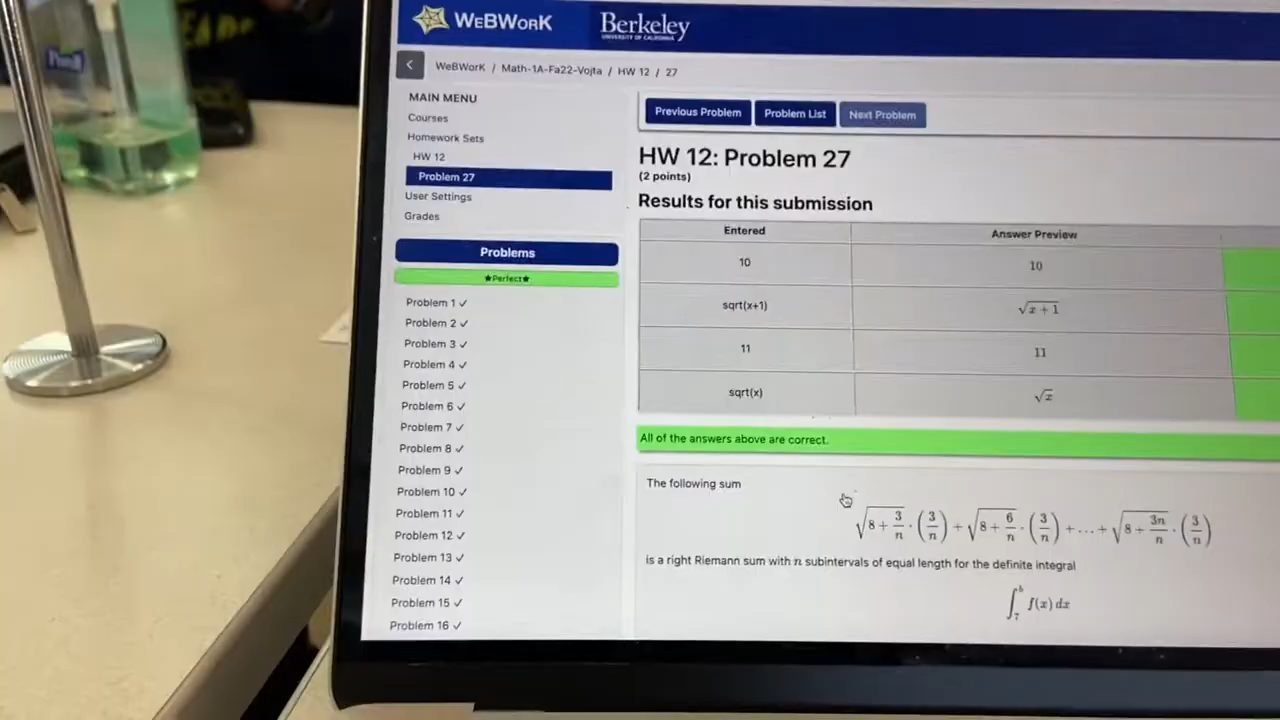 WeBWorK
Berkeley
UNIVERSITY OF CALIFORNIA
WeBWorK / Math-1A-Fa22-Vojta / HW 12 / 27
MAIN MENU
Courses
Homework Sets
HW 12
Problem 27
User Settings
Grades
Problems
★Perfect★
Problem 1 ✓
Problem 2 ✓
Problem 3 ✓
Problem 4 ✓
Problem 5 ✓
Problem 6 ✓
Problem 7 ✓
Problem 8 ✓
Problem 9 ✓
Problem 10 ✓
Problem 11 ✓
Problem 12 ✓
Problem 13 ✓
Problem 14 ✓
Problem 15 ✓
Problem 16 ✓
Previous Problem Problem List Next Problem
HW 12: Problem 27
(2 points)
Results for this submission
Entered Answer Preview
10 10
sqrt(x+1) √(x + 1)
11 11
sqrt(x) √x
All of the answers above are correct.
The following sum
√(8 + 3/n) · (3/n) + √(8 + 6/n) · (3/n) + … + √(8 + 3n/n) · (3/n)
is a right Riemann sum with n subintervals of equal length for the definite integral
∫₇ᵇ f(x) dx